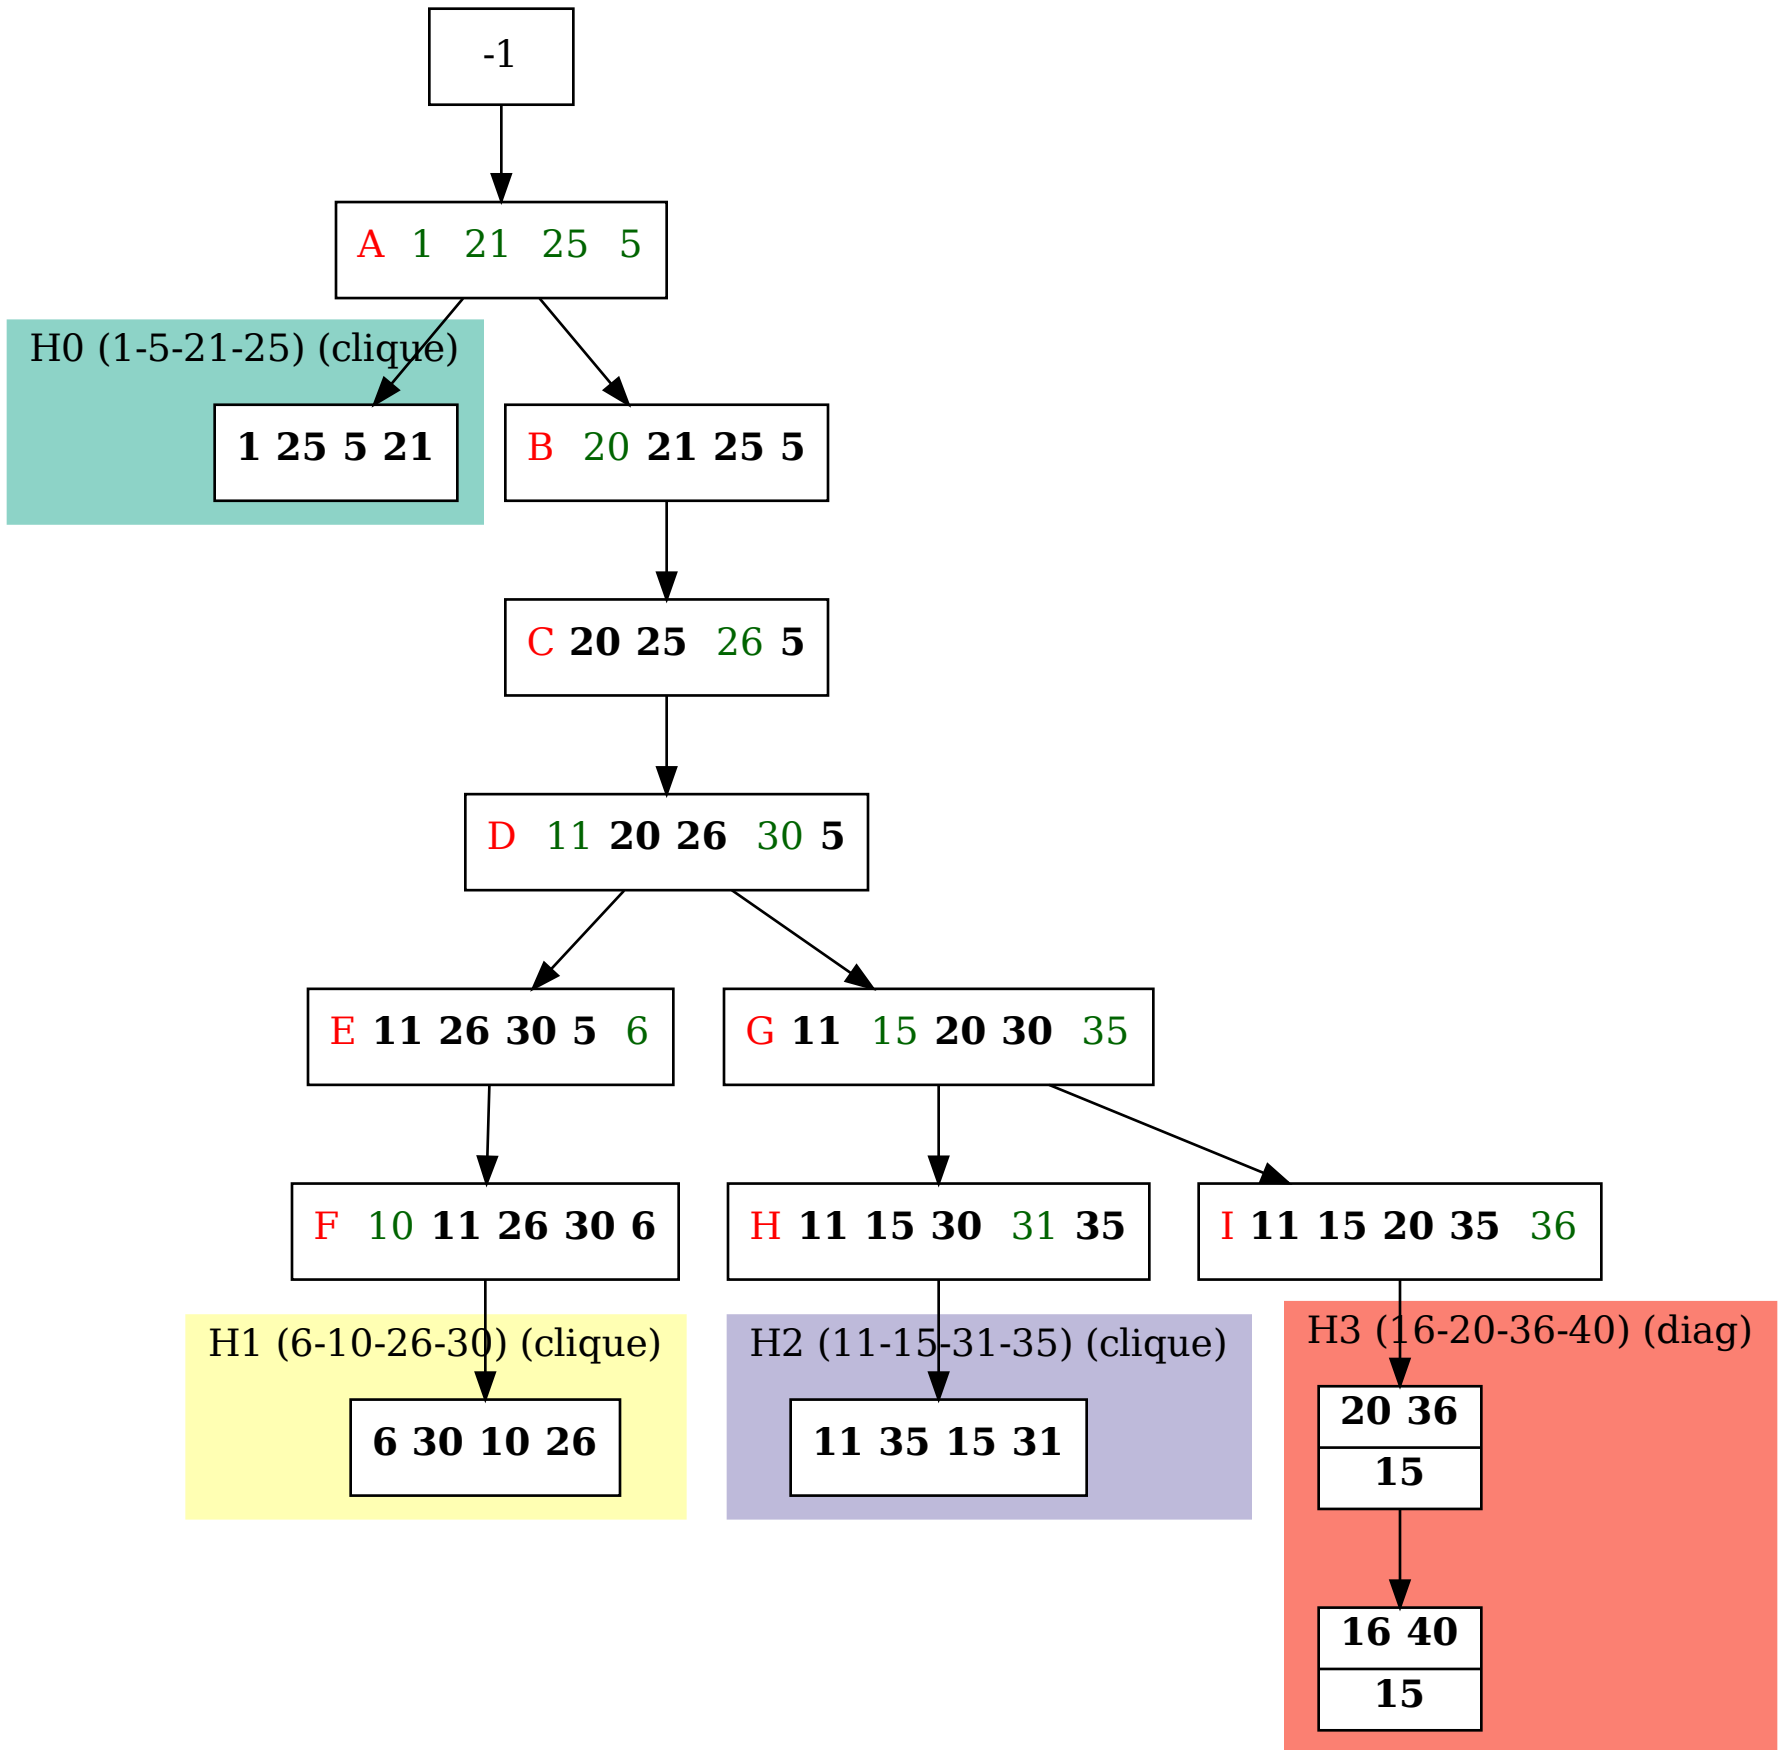 -1
A 1 21 25 5
H0 (1-5-21-25) (clique)
1 25 5 21
B 20 21 25 5
C 20 25 26 5
D 11 20 26 30 5
E 11 26 30 5 6
G 11 15 20 30 35
F 10 11 26 30 6
H 11 15 30 31 35
I 11 15 20 35 36
H1 (6-10-26-30) (clique)
6 30 10 26
H2 (11-15-31-35) (clique)
11 35 15 31
H3 (16-20-36-40) (diag)
20 36
15
16 40
15